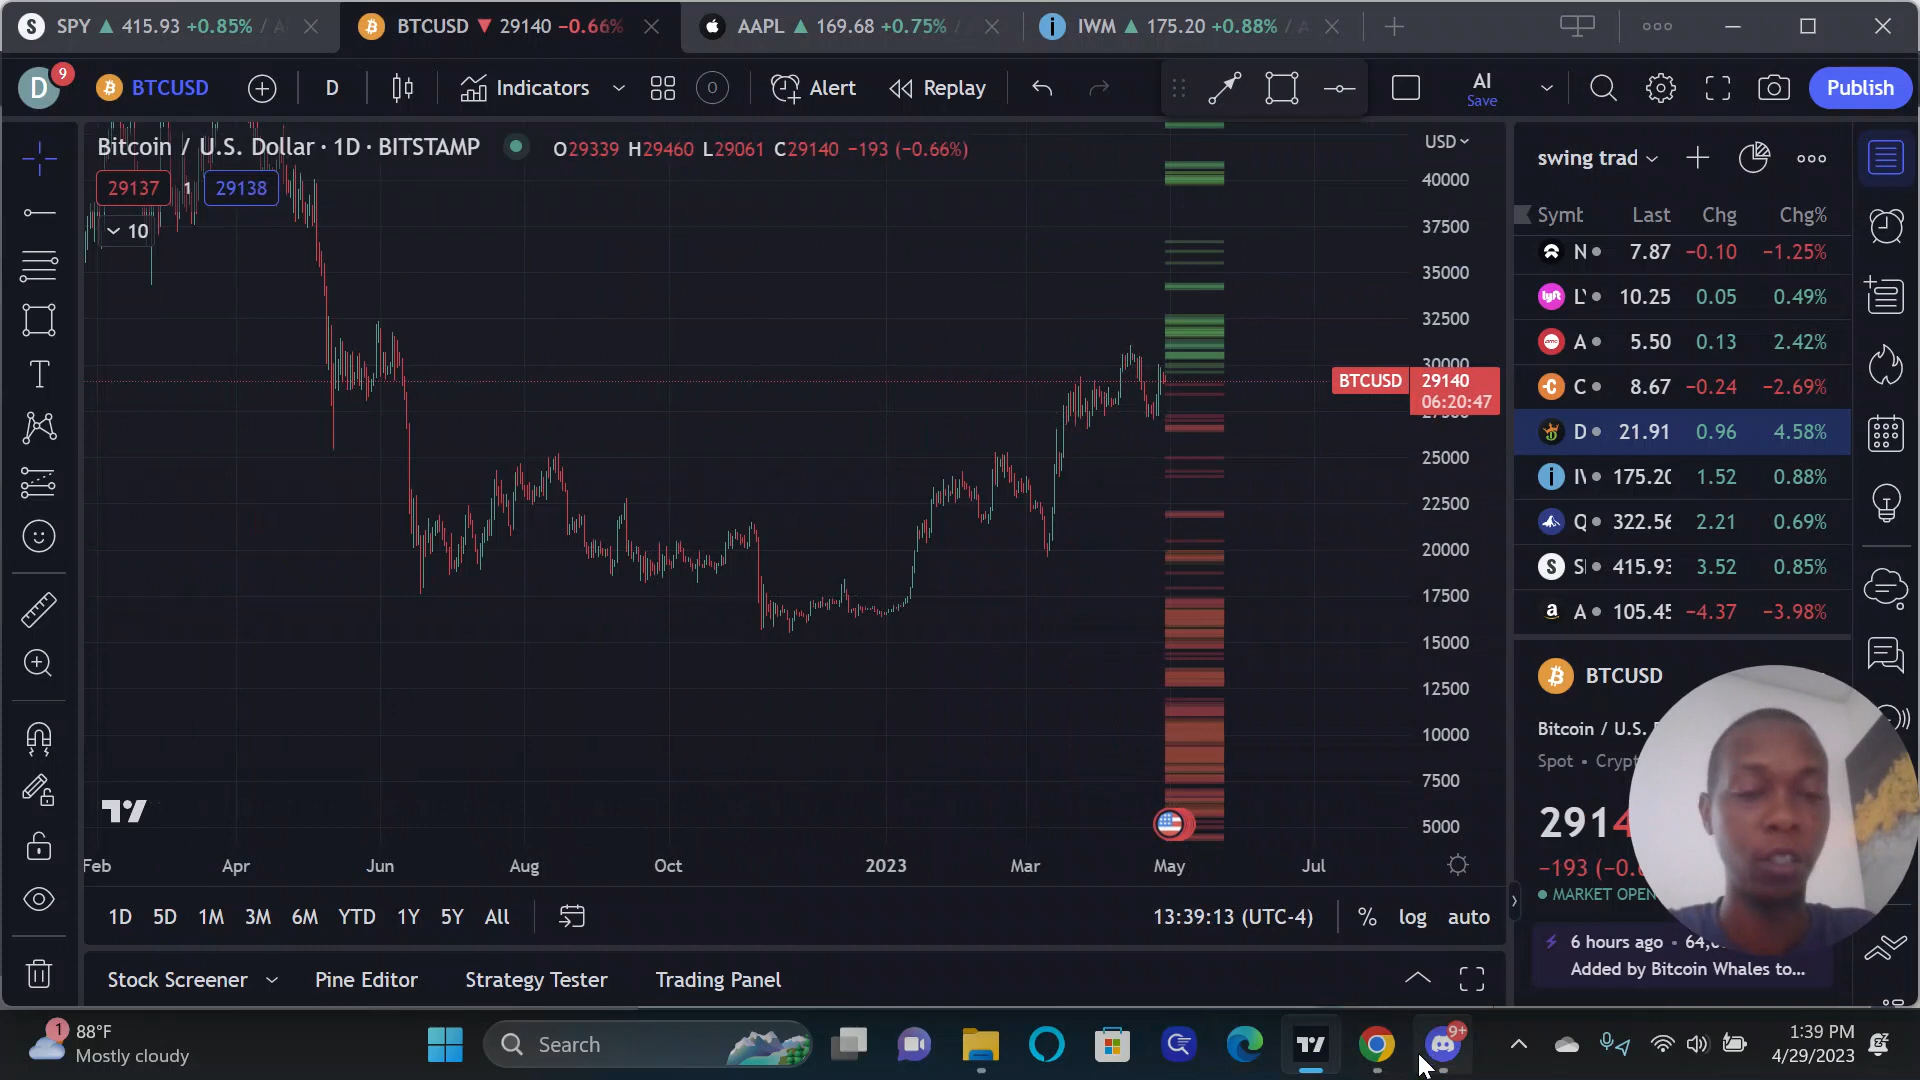 SPY 415.93 +0.85% / A
BTCUSD 29140 −0.66%
AAPL 169.68 +0.75% /
IWM 175.20 +0.88% / A
D 9 BTCUSD D Indicators Alert Replay AI Save Publish
Bitcoin / U.S. Dollar · 1D · BITSTAMP O29339 H29460 L29061 C29140 −193 (−0.66%)
29137 1 29138
10
USD
40000
37500
35000
32500
30000
BTCUSD 29140
06:20:47
25000
22500
20000
17500
15000
12500
10000
7500
5000
Feb Apr Jun Aug Oct 2023 Mar May Jul
1D 5D 1M 3M 6M YTD 1Y 5Y All 13:39:13 (UTC-4) % log auto
Stock Screener Pine Editor Strategy Tester Trading Panel
swing trad
Last Chg Chg%
N 7.87 −0.10 −1.25%
lyft L 10.25 0.05 0.49%
A 5.50 0.13 2.42%
C 8.67 −0.24 −2.69%
D 21.91 0.96 4.58%
175.20 1.52 0.88%
Q 322.56 2.21 0.69%
S 415.93 3.52 0.85%
a A 105.45 −4.37 −3.98%
BTCUSD
Bitcoin / U.S.
Spot • Crypt
2914
−193 (−0.
MARKET OPEN
6 hours ago •
Added by Bitcoin Whales to...
1 88°F
Mostly cloudy
Search
9+
1:39 PM
4/29/2023